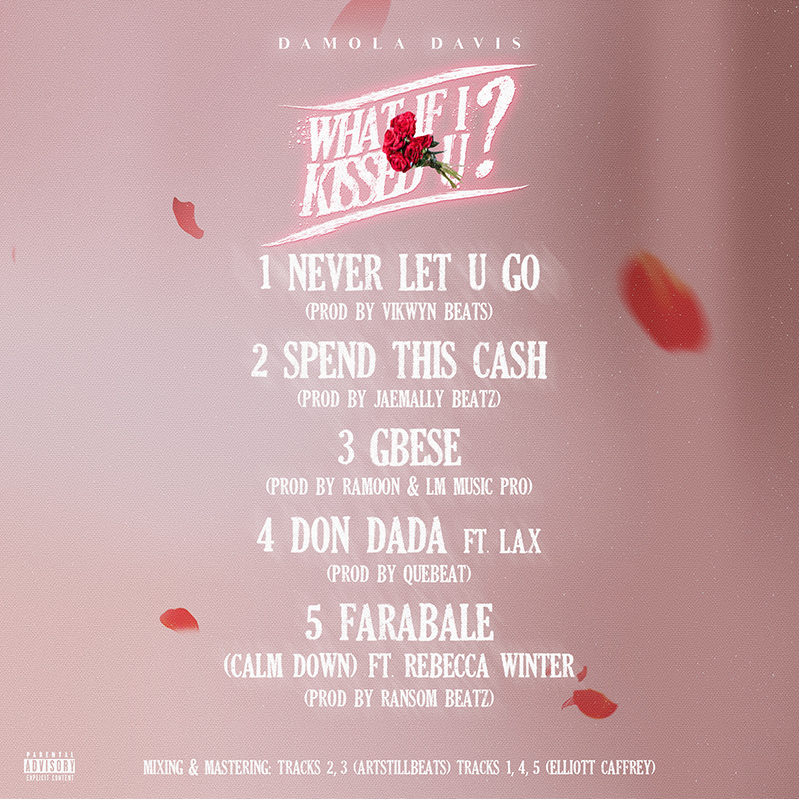 DAMOLA DAVIS
WHAT IF I
KISSED U?
1 NEVER LET U GO
(PROD BY VIKWYN BEATS)
2 SPEND THIS CASH
(PROD BY JAEMALLY BEATZ)
3 GBESE
(PROD BY RAMOON & LM MUSIC PRO)
4 DON DADA FT. LAX
(PROD BY QUEBEAT)
5 FARABALE
(CALM DOWN) FT. REBECCA WINTER
(PROD BY RANSOM BEATZ)
PARENTAL
ADVISORY
EXPLICIT CONTENT
MIXING & MASTERING: TRACKS 2, 3 (ARTSTILLBEATS) TRACKS 1, 4, 5 (ELLIOTT CAFFREY)